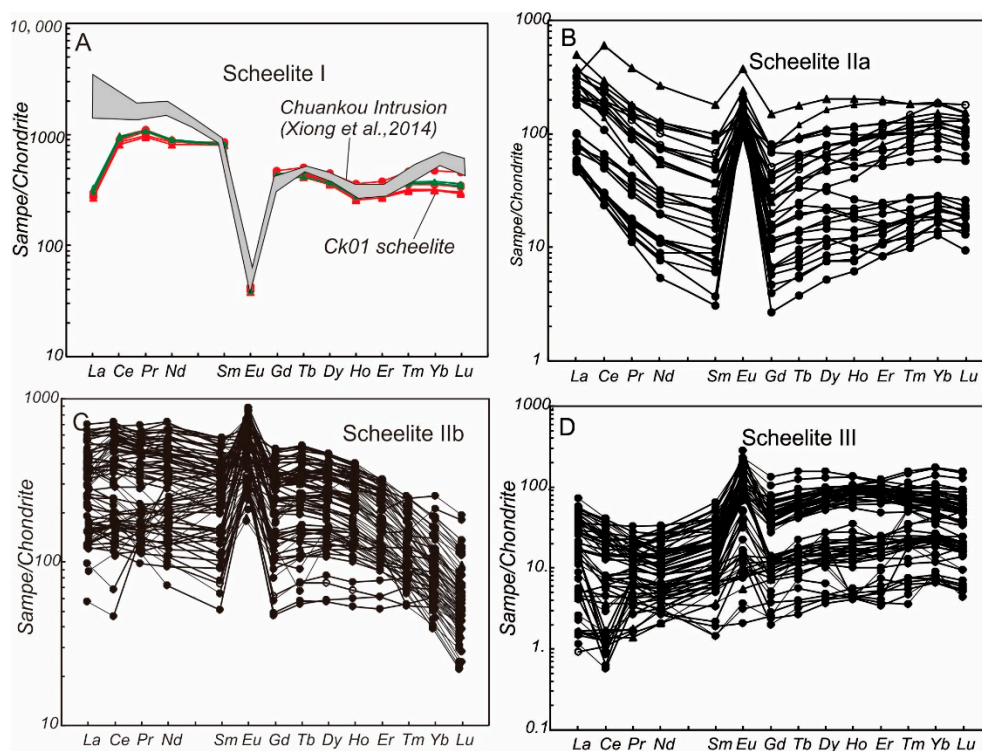 A
Scheelite I
Chuankou Intrusion
(Xiong et al.,2014)
Ck01 scheelite
Sampe/Chondrite
10, 000
1000
100
10
La Ce Pr Nd Sm Eu Gd Tb Dy Ho Er Tm Yb Lu
B
Scheelite IIa
Sampe/Chondrite
1000
100
10
1
La Ce Pr Nd Sm Eu Gd Tb Dy Ho Er Tm Yb Lu
C
Scheelite IIb
Sampe/Chondrite
1000
100
10
La Ce Pr Nd Sm Eu Gd Tb Dy Ho Er Tm Yb Lu
D
Scheelite III
Sampe/Chondrite
1000
100
10.
1.
0.1
La Ce Pr Nd Sm Eu Gd Tb Dy Ho Er Tm Yb Lu